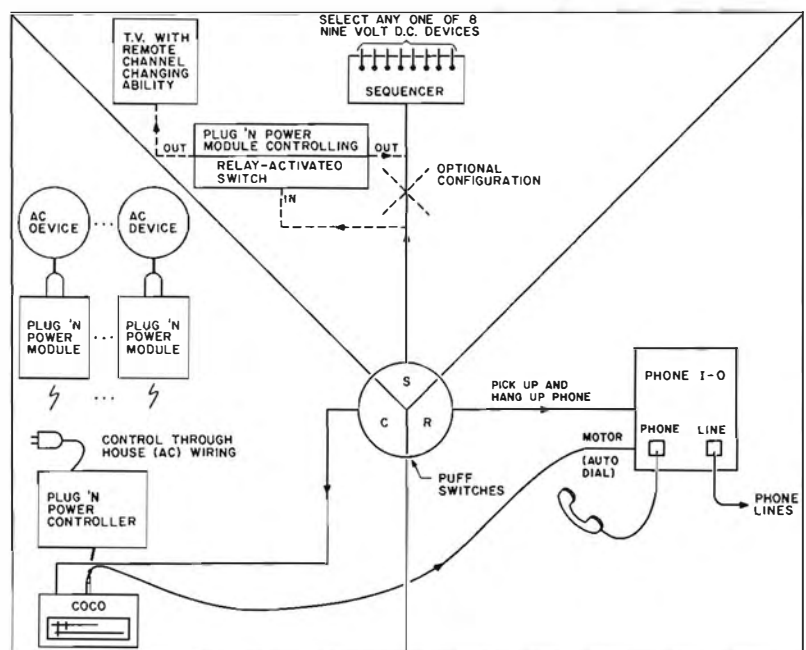 SELECT ANY ONE OF 8
NINE VOLT D.C. DEVICES
T.V. WITH
REMOTE
CHANNEL
CHANGING
ABILITY
SEQUENCER
OUT
PLUG 'N POWER
MODULE CONTROLLING
RELAY-ACTIVATED
SWITCH
OUT
IN
OPTIONAL
CONFIGURATION
AC
DEVICE
...
AC
DEVICE
PLUG 'N
POWER
MODULE
...
PLUG 'N
POWER
MODULE
...
S
C
R
PUFF
SWITCHES
PICK UP AND
HANG UP PHONE
PHONE I-O
PHONE
LINE
MOTOR
(AUTO
DIAL)
PHONE
LINES
CONTROL THROUGH
HOUSE (AC) WIRING
PLUG 'N
POWER
CONTROLLER
COCO